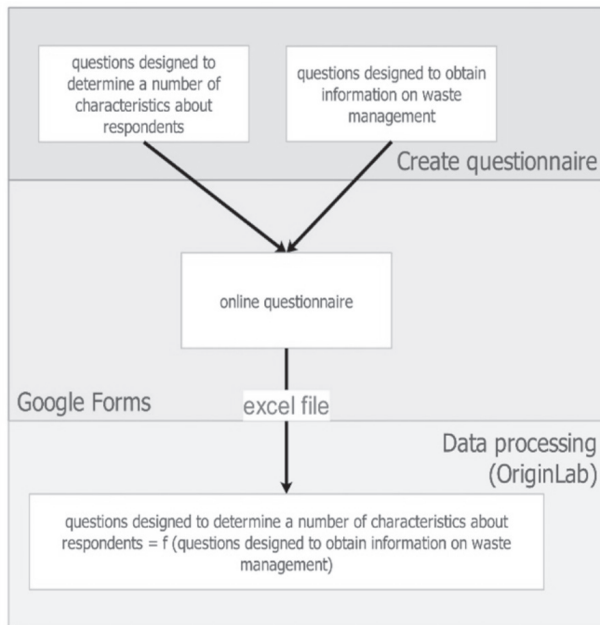 questions designed to
determine a number of
characteristics about
respondents
questions designed to obtain
information on waste
management
Create questionnaire
online questionnaire
Google Forms
excel file
Data processing
(OriginLab)
questions designed to determine a number of characteristics about
respondents = f (questions designed to obtain information on waste
management)